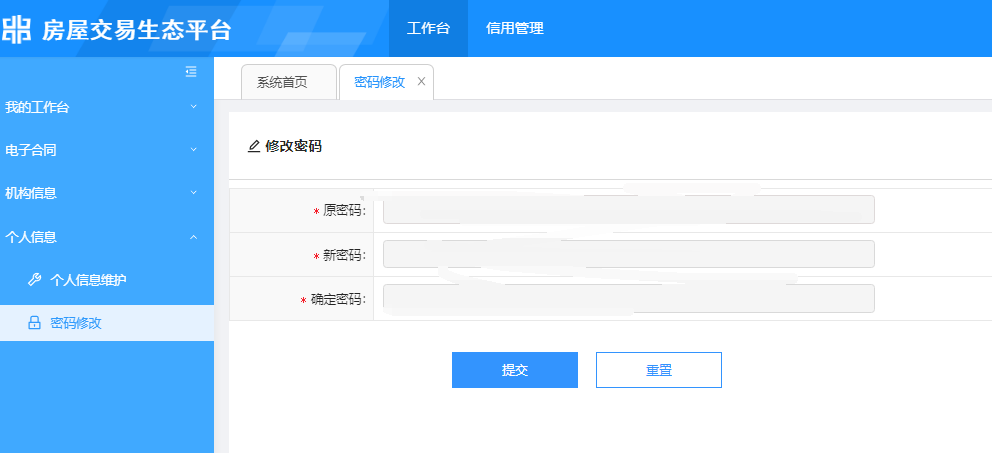 房屋交易生态平台
工作台 信用管理
系统首页 密码修改
我的工作台
电子合同
机构信息
个人信息
个人信息维护
密码修改
修改密码
* 原密码:
* 新密码:
* 确定密码:
提交 重置